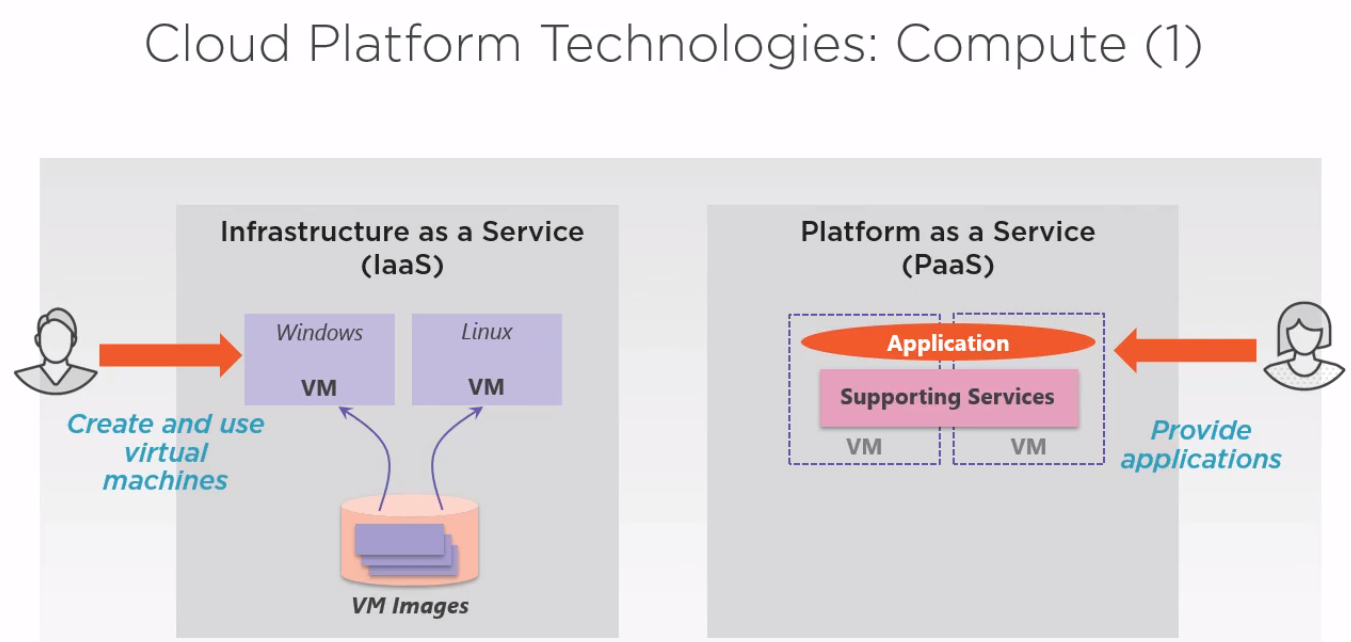 Cloud Platform Technologies: Compute (1)
Infrastructure as a Service
(IaaS)
Windows
VM
Linux
VM
Create and use
virtual
machines
VM Images
Platform as a Service
(PaaS)
Application
Supporting Services
VM
VM
Provide
applications